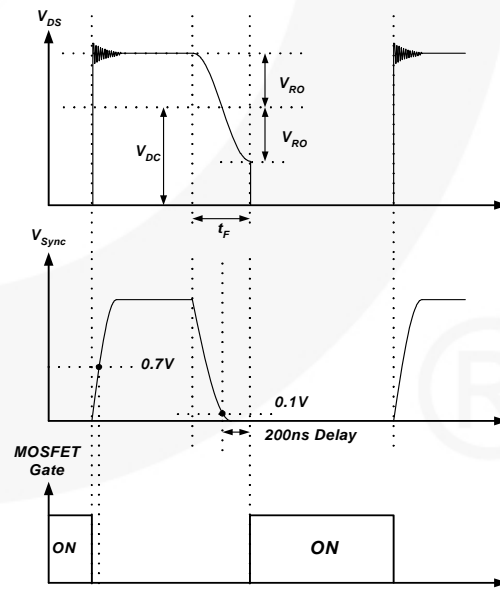 V_DS
V_RO
V_DC
V_RO
t_F
V_Sync
0.7V
0.1V
200ns Delay
MOSFET
Gate
ON
ON
®